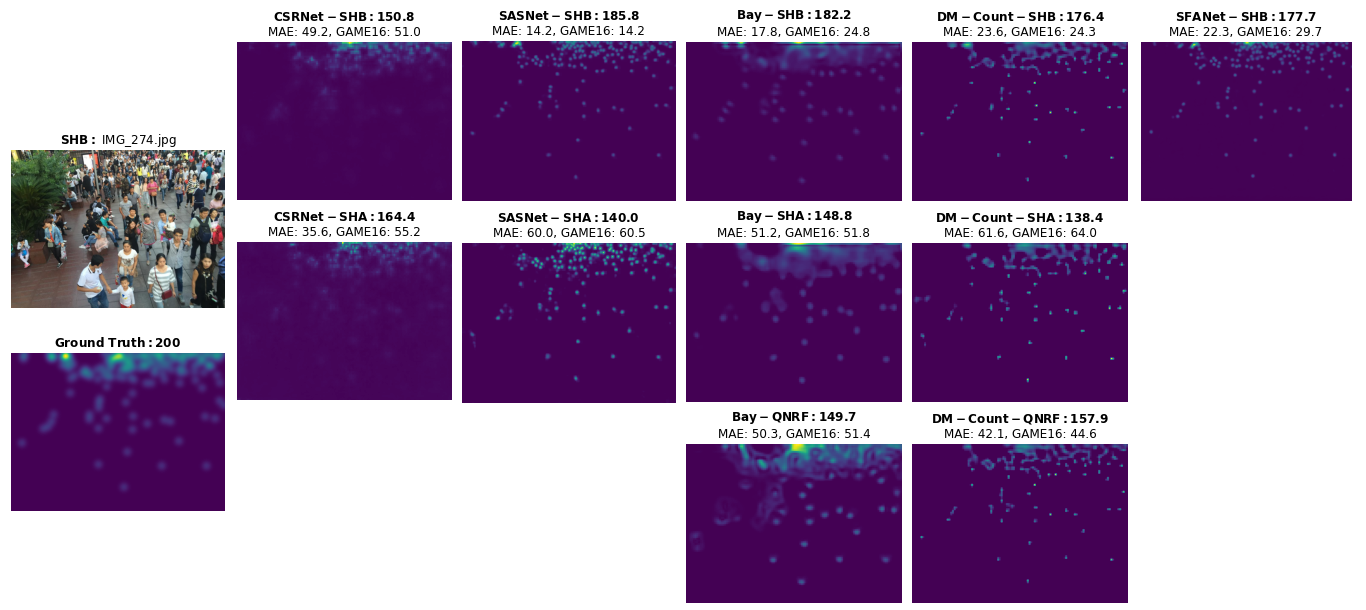 SHB: IMG_274.jpg
Ground Truth: 200
CSRNet-SHB: 150.8
MAE: 49.2, GAME16: 51.0
SASNet-SHB: 185.8
MAE: 14.2, GAME16: 14.2
Bay-SHB: 182.2
MAE: 17.8, GAME16: 24.8
DM-Count-SHB: 176.4
MAE: 23.6, GAME16: 24.3
SFANet-SHB: 177.7
MAE: 22.3, GAME16: 29.7
CSRNet-SHA: 164.4
MAE: 35.6, GAME16: 55.2
SASNet-SHA: 140.0
MAE: 60.0, GAME16: 60.5
Bay-SHA: 148.8
MAE: 51.2, GAME16: 51.8
DM-Count-SHA: 138.4
MAE: 61.6, GAME16: 64.0
Bay-QNRF: 149.7
MAE: 50.3, GAME16: 51.4
DM-Count-QNRF: 157.9
MAE: 42.1, GAME16: 44.6